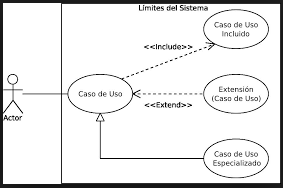 Límites del Sistema
Caso de Uso
Incluido
<<Include>>
Actor
Caso de Uso
Extensión
(Caso de Uso)
<<Extend>>
Caso de Uso
Especializado